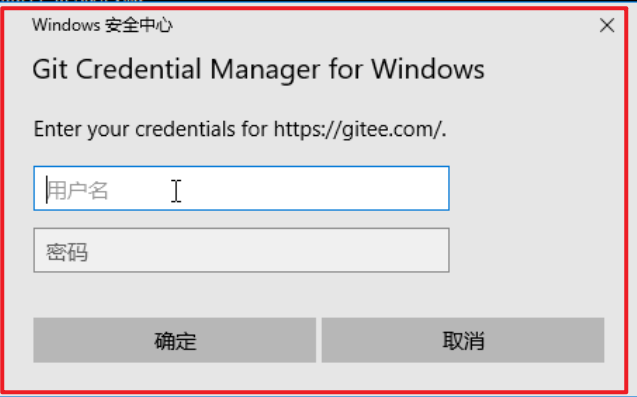 Windows 安全中心
Git Credential Manager for Windows
Enter your credentials for https://gitee.com/.
用户名
密码
确定 取消